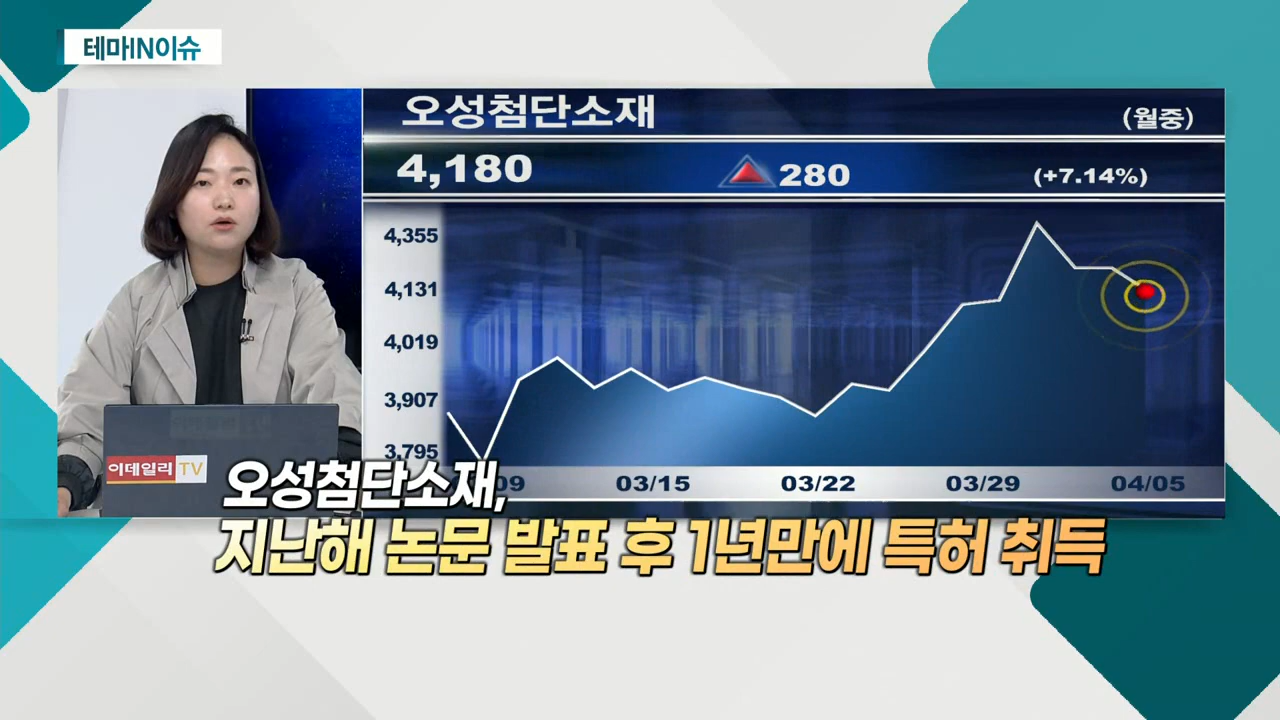 테마IN이슈
오성첨단소재
(월중)
4,180
280
(+7.14%)
4,355
4,131
4,019
3,907
3,795
03/15
03/22
03/29
04/05
이데일리TV
오성첨단소재,
지난해 논문 발표 후 1년만에 특허 취득